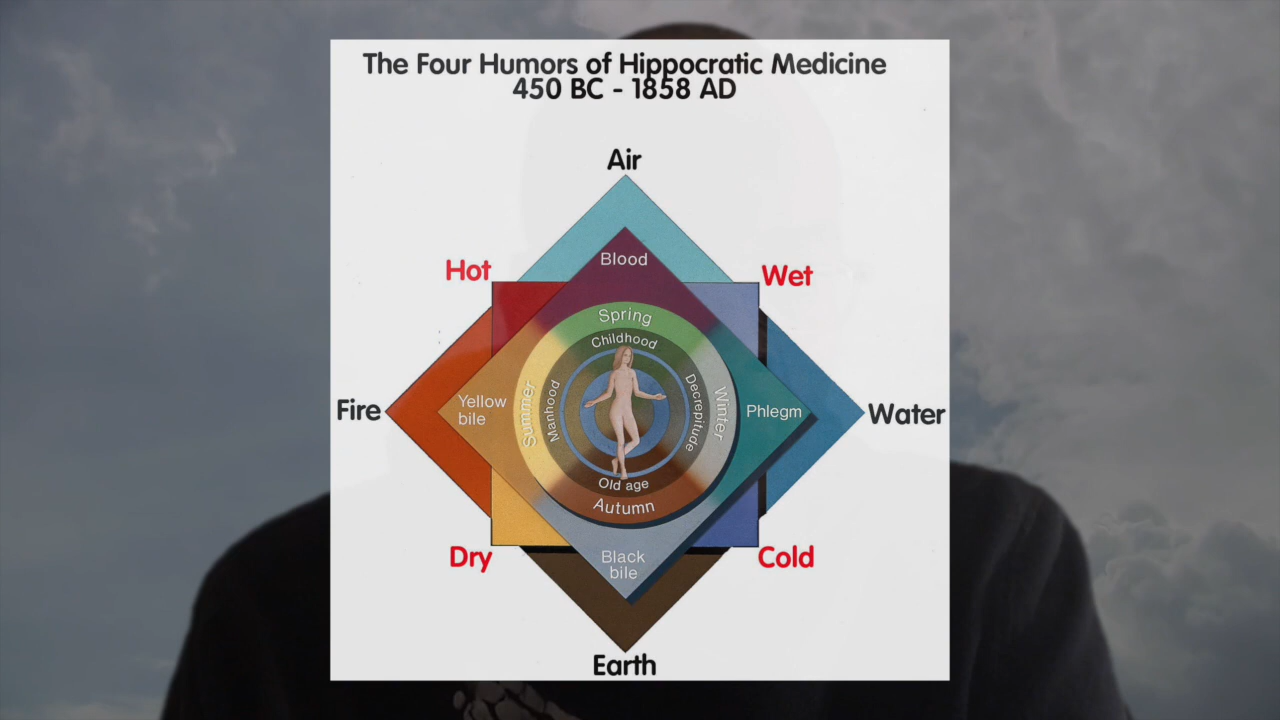 The Four Humors of Hippocratic Medicine
450 BC - 1858 AD
Air
Hot
Wet
Blood
Spring
Childhood
Fire
Yellow
bile
Summer
Manhood
Decrepitude
Winter
Phlegm
Water
Old age
Autumn
Dry
Black
bile
Cold
Earth